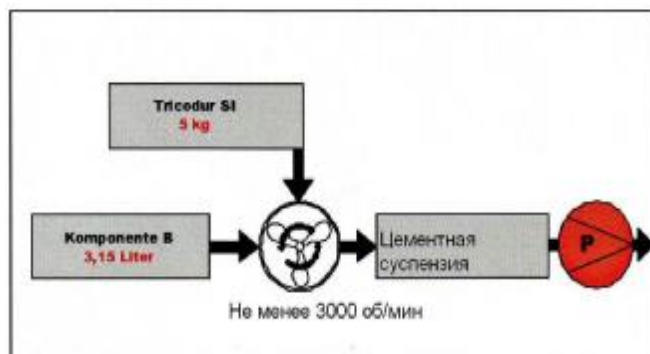 Tricodur SI
5 kg
Komponente B
3,15 Liter
Цементная
суспензия
P
Не менее 3000 об/мин